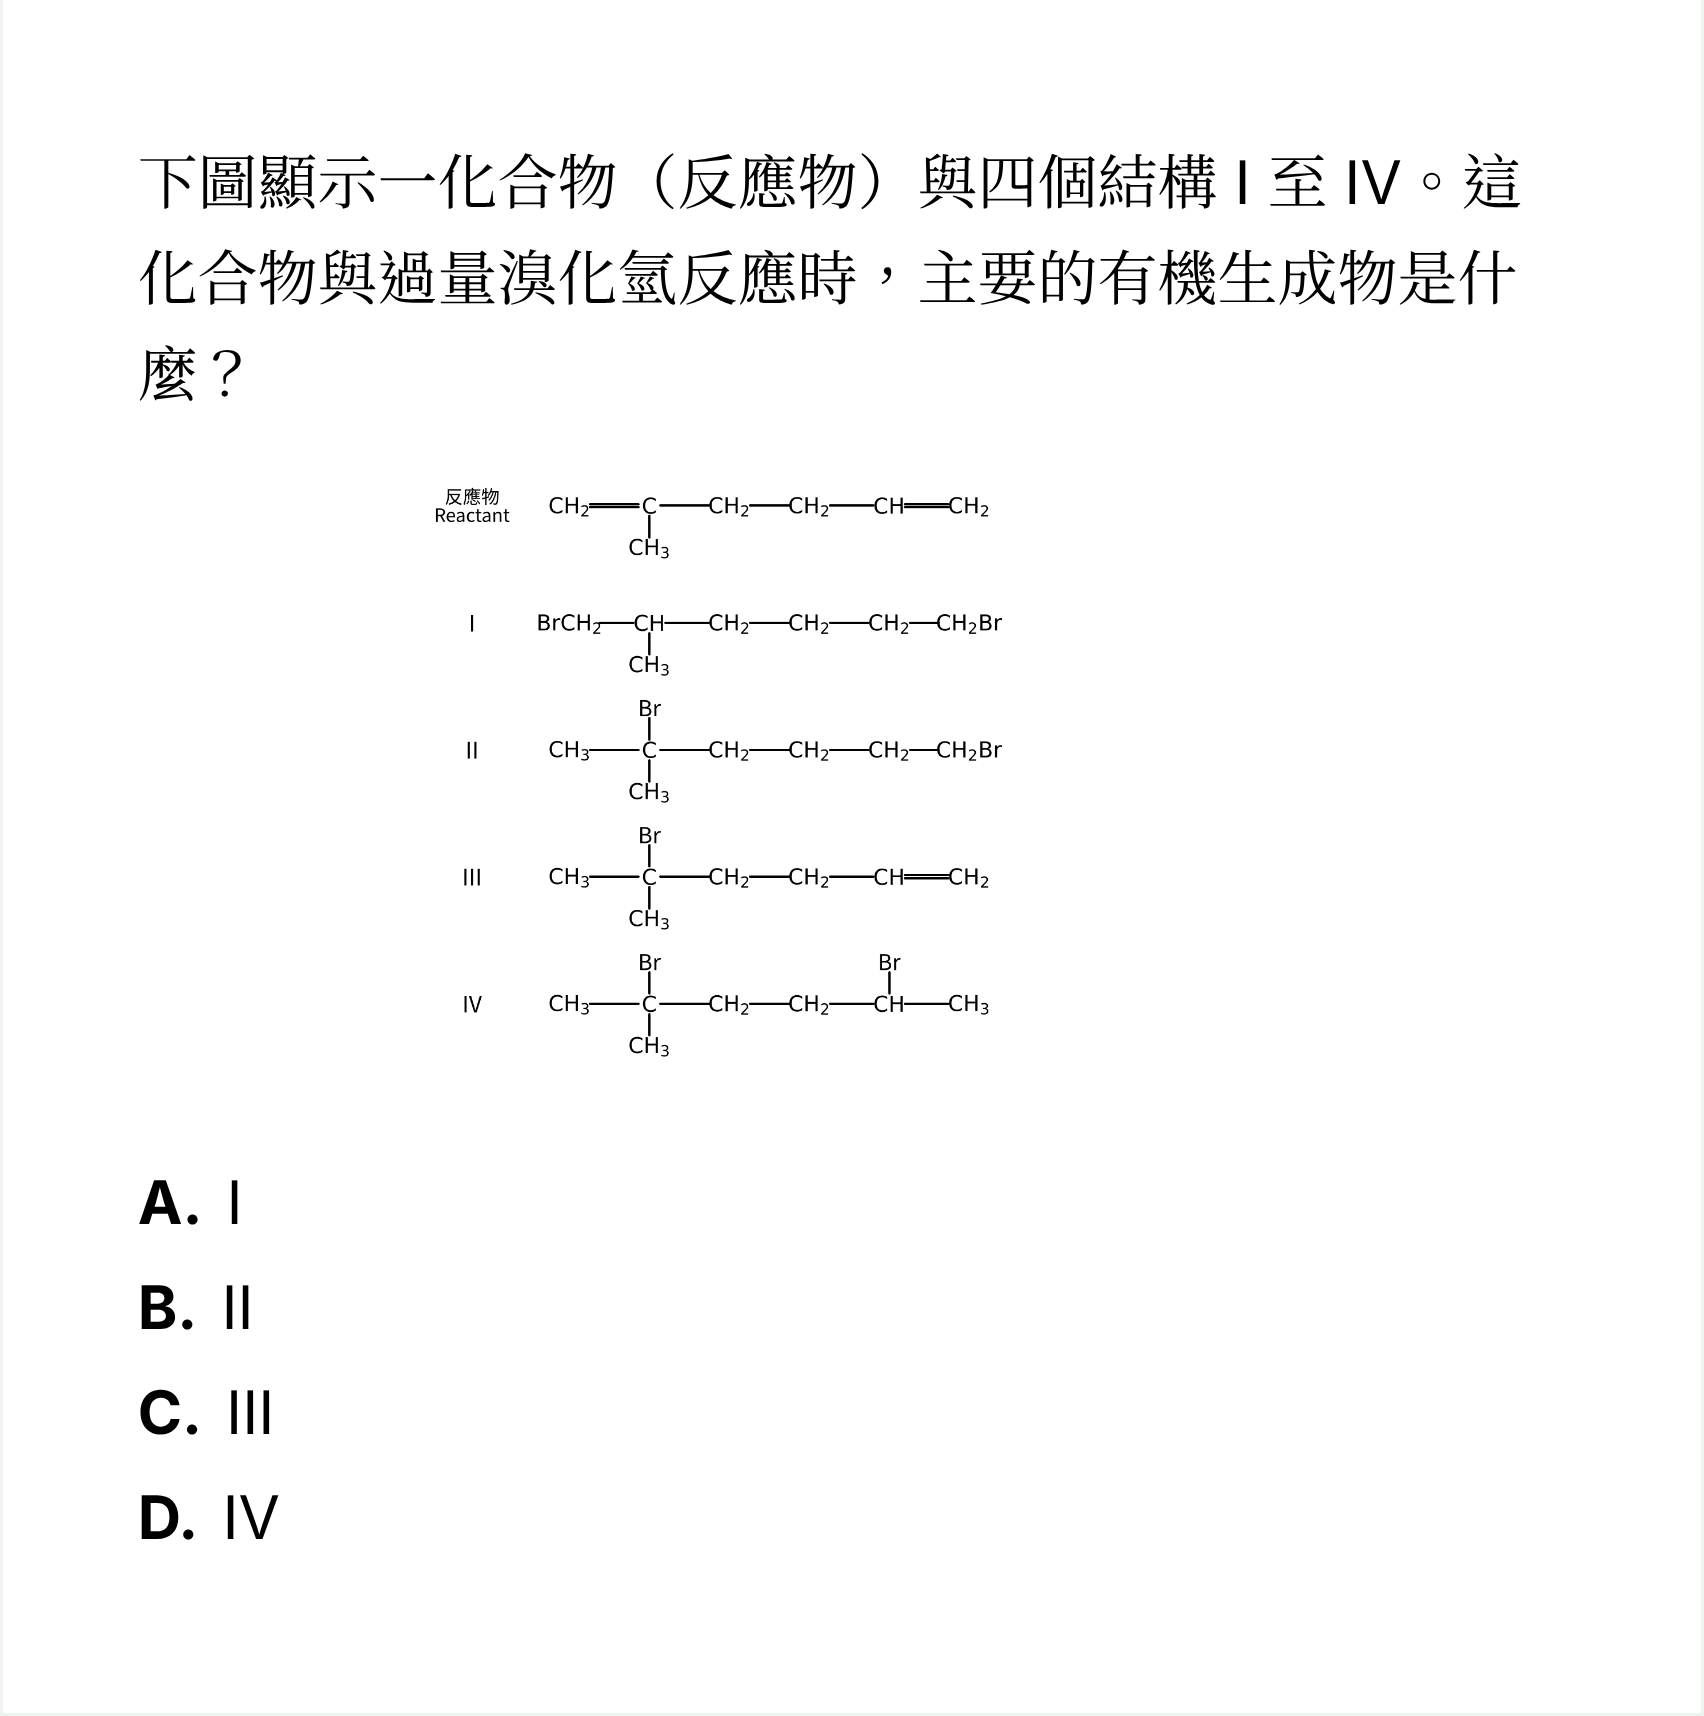 下圖顯示一化合物（反應物）與四個結構 I 至 IV。這
化合物與過量溴化氫反應時，主要的有機生成物是什
麼？
反應物
Reactant
CH₂=C—CH₂—CH₂—CH=CH₂
CH₃
I BrCH₂—CH—CH₂—CH₂—CH₂—CH₂Br
CH₃
Br
II CH₃—C—CH₂—CH₂—CH₂—CH₂Br
CH₃
Br
III CH₃—C—CH₂—CH₂—CH=CH₂
CH₃
Br Br
IV CH₃—C—CH₂—CH₂—CH—CH₃
CH₃
A. I
B. II
C. III
D. IV